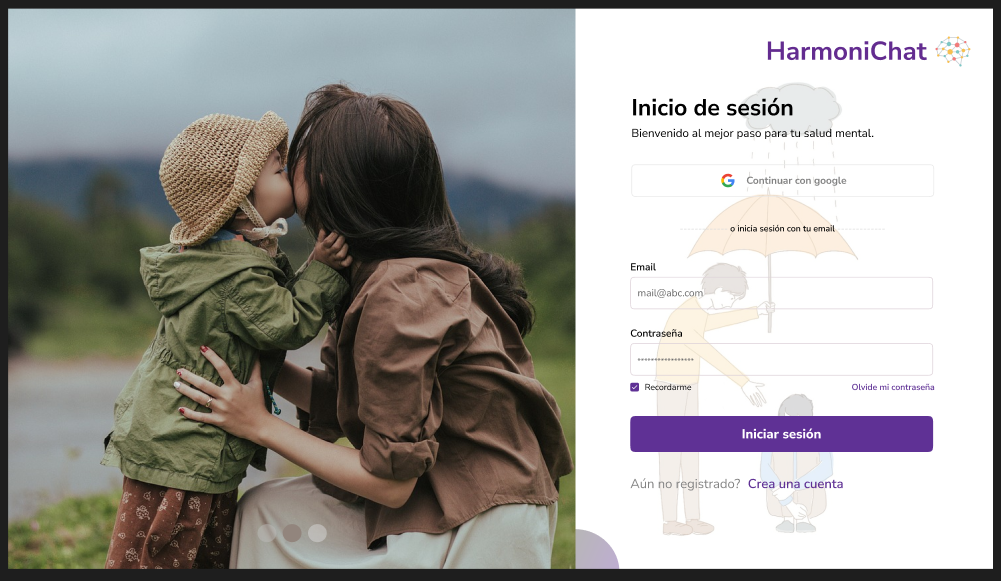 HarmoniChat
Inicio de sesión
Bienvenido al mejor paso para tu salud mental.
Continuar con google
o inicia sesión con tu email
Email
mail@abc.com
Contraseña
****************
Recordarme
Olvide mi contraseña
Iniciar sesión
Aún no registrado? Crea una cuenta